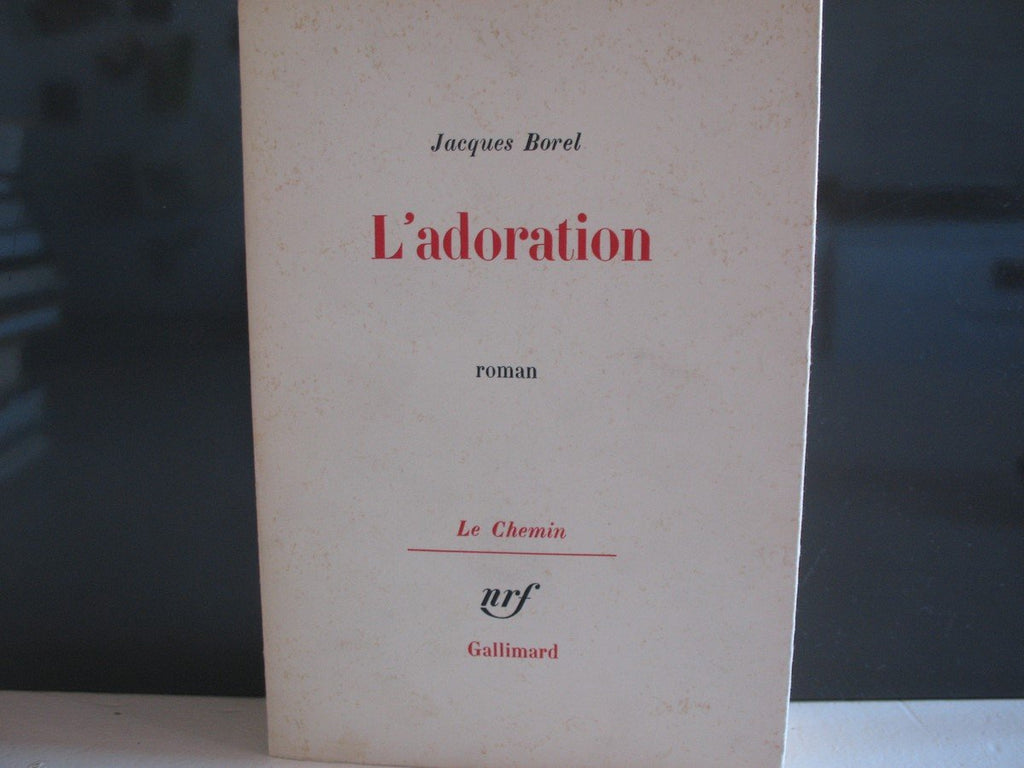 Jacques Borel
L'adoration
roman
Le Chemin
nrf
Gallimard